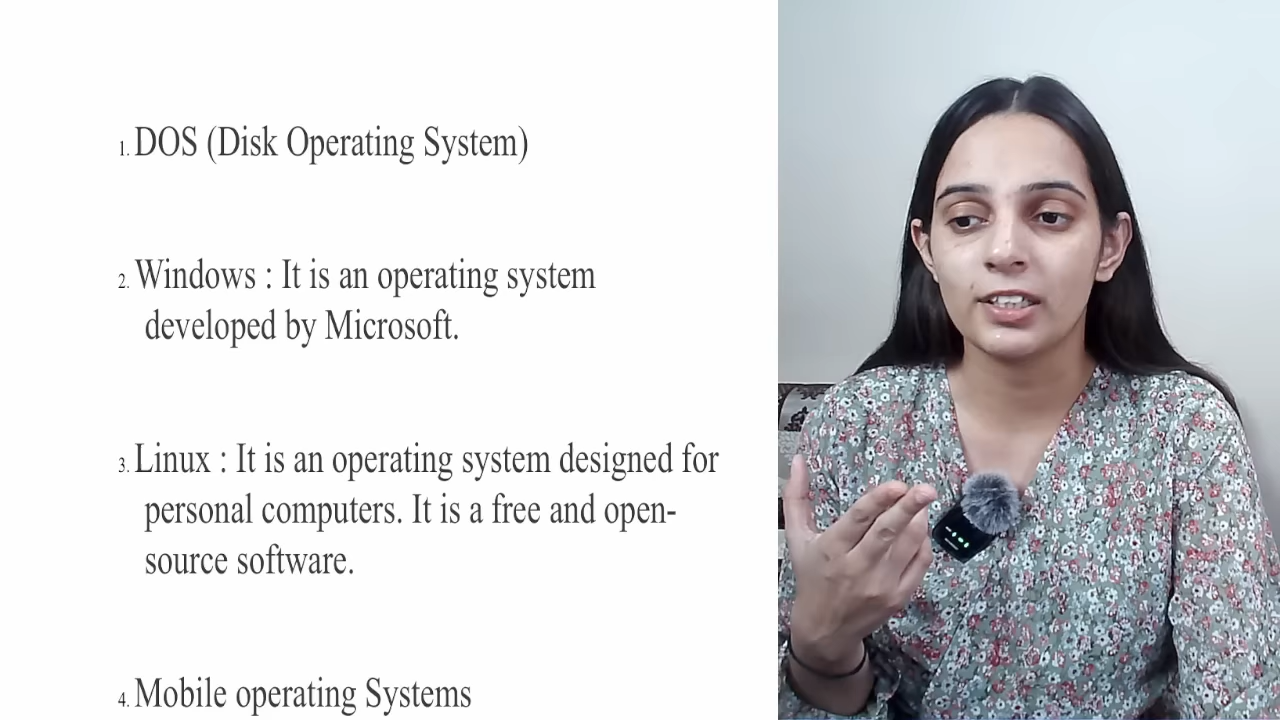 1. DOS (Disk Operating System)
2. Windows : It is an operating system
developed by Microsoft.
3. Linux : It is an operating system designed for
personal computers. It is a free and open-
source software.
4. Mobile operating Systems